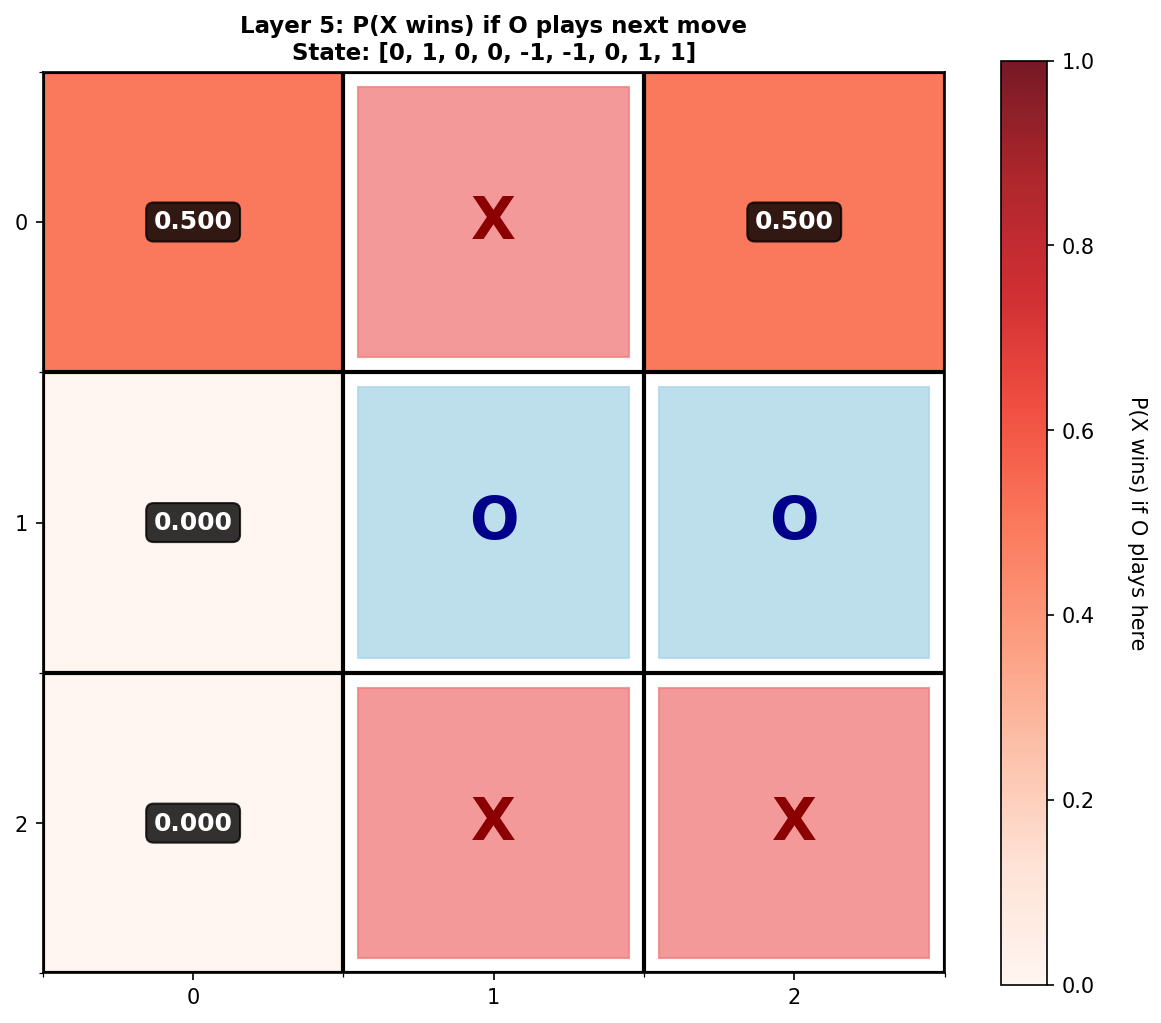 Layer 5: P(X wins) if O plays next move
State: [0, 1, 0, 0, -1, -1, 0, 1, 1]
0.500
X
0.500
0.000
O
O
0.000
X
X
0
1
2
0
1
2
1.0
0.8
0.6
0.4
0.2
0.0
P(X wins) if O plays here